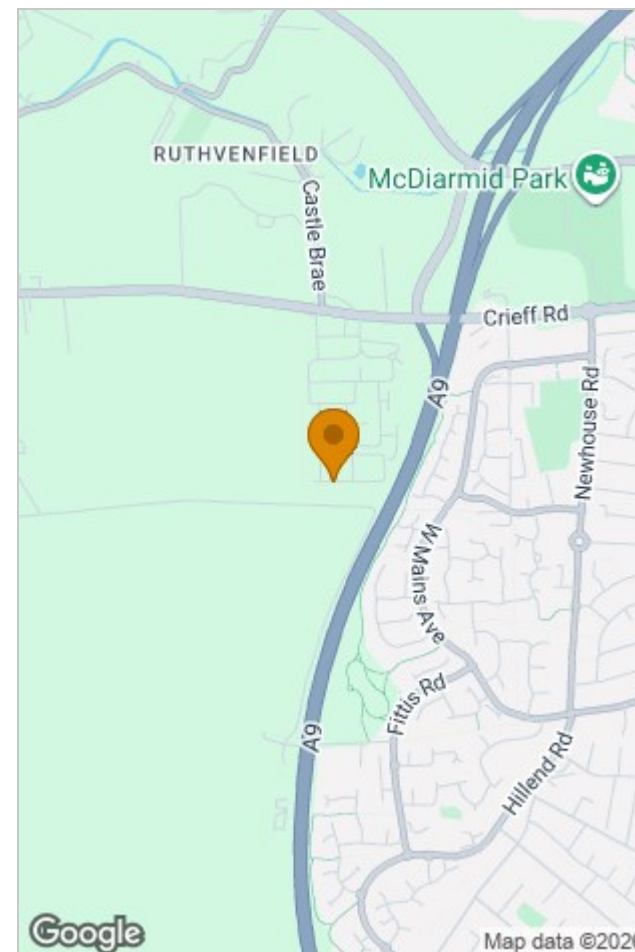 RUTHVENFIELD
McDiarmid Park
Castle Brae
Crieff Rd
A9
Newhouse Rd
W Mains Ave
Fittis Rd
A9
Hillend Rd
Google
Map data ©2026